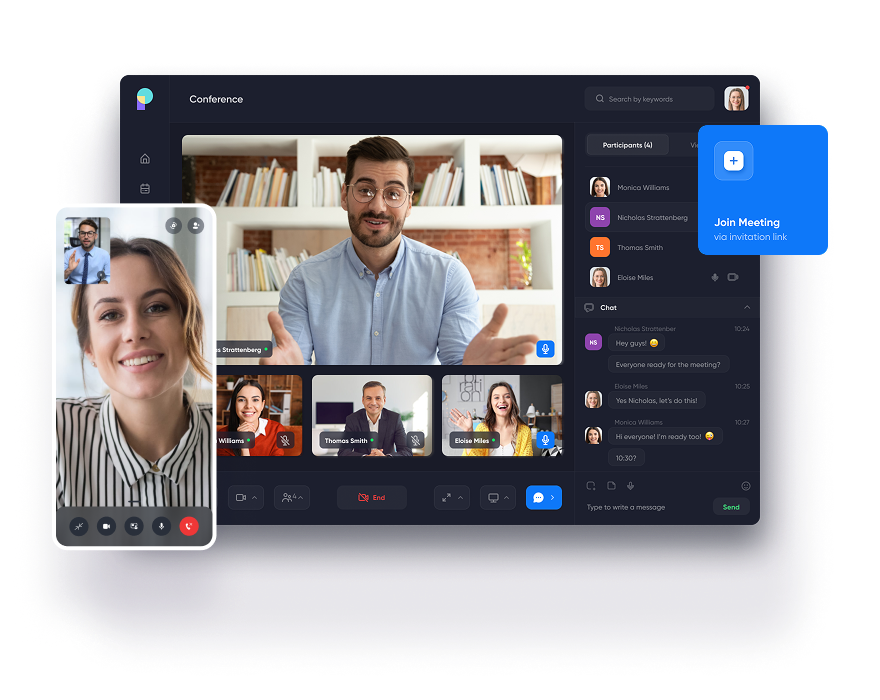 Conference
Search by keywords
Participants (4)
Monica Williams
NS
Nicholas Strattenberg
TS
Thomas Smith
Eloise Miles
Join Meeting
via invitation link
Strattenberg
Williams
Thomas Smith
Eloise Miles
4
End
Chat
Nicholas Strattenber
10:24
NS
Hey guys! 😄
Everyone ready for the meeting?
Eloise Miles
10:25
Yes Nicholas, let's do this!
Monica Williams
10:27
Hi everyone! I'm ready too! 😄
10:30?
Type to write a message
Send